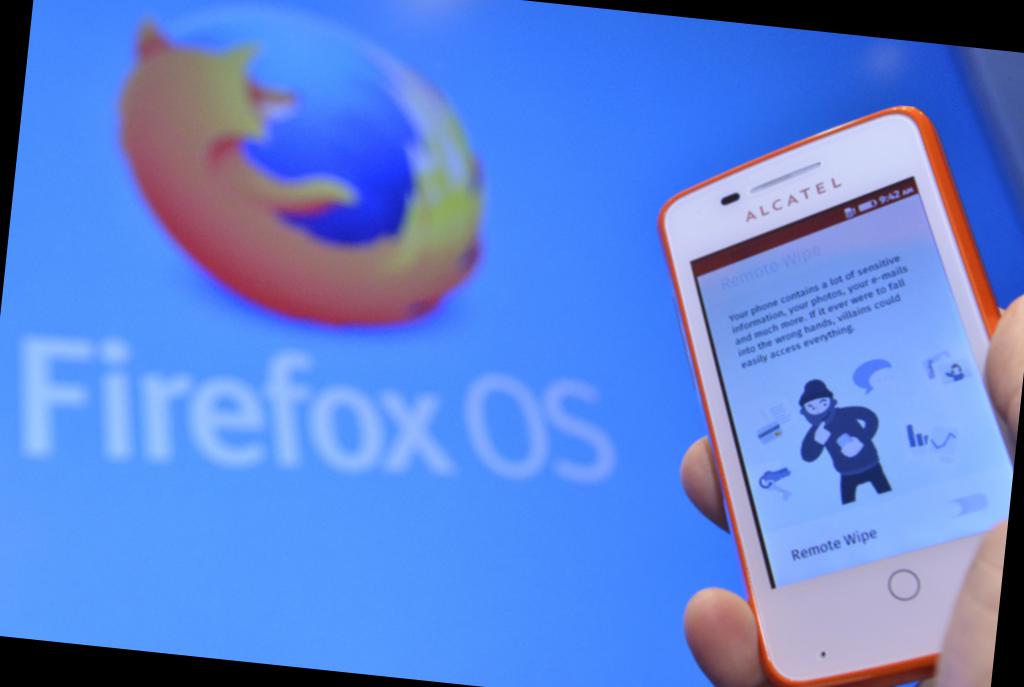 Firefox OS
ALCATEL
9:42 AM
Remote Wipe
Your phone contains a lot of sensitive
information, your photos, your e-mails
and much more. If it ever were to fall
into the wrong hands, villains could
easily access everything.
Remote Wipe